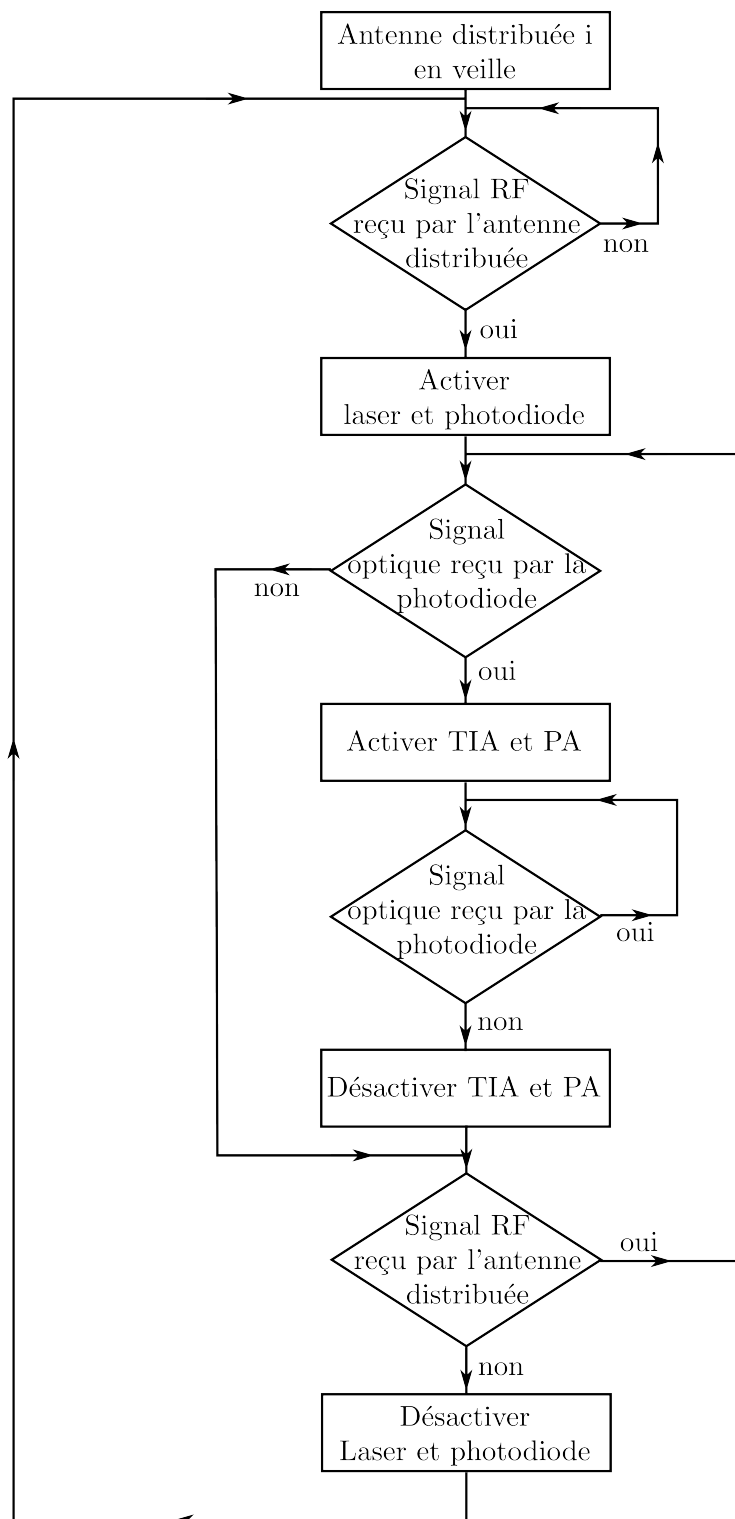 Antenne distribuée i
en veille
Signal RF
reçu par l'antenne
distribuée
non
oui
Activer
laser et photodiode
Signal
optique reçu par la
photodiode
non
oui
Activer TIA et PA
Signal
optique reçu par la
photodiode
oui
non
Désactiver TIA et PA
Signal RF
reçu par l'antenne
distribuée
oui
non
Désactiver
Laser et photodiode